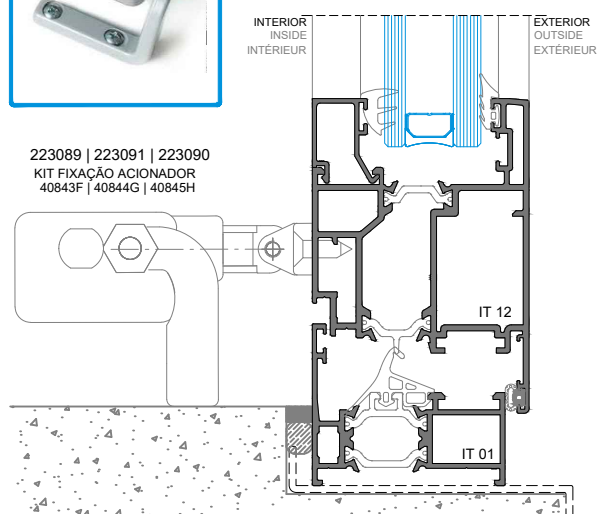 INTERIOR
INSIDE
INTÉRIEUR
EXTERIOR
OUTSIDE
EXTÉRIEUR
223089 | 223091 | 223090
KIT FIXAÇÃO ACIONADOR
40843F | 40844G | 40845H
IT 12
IT 01